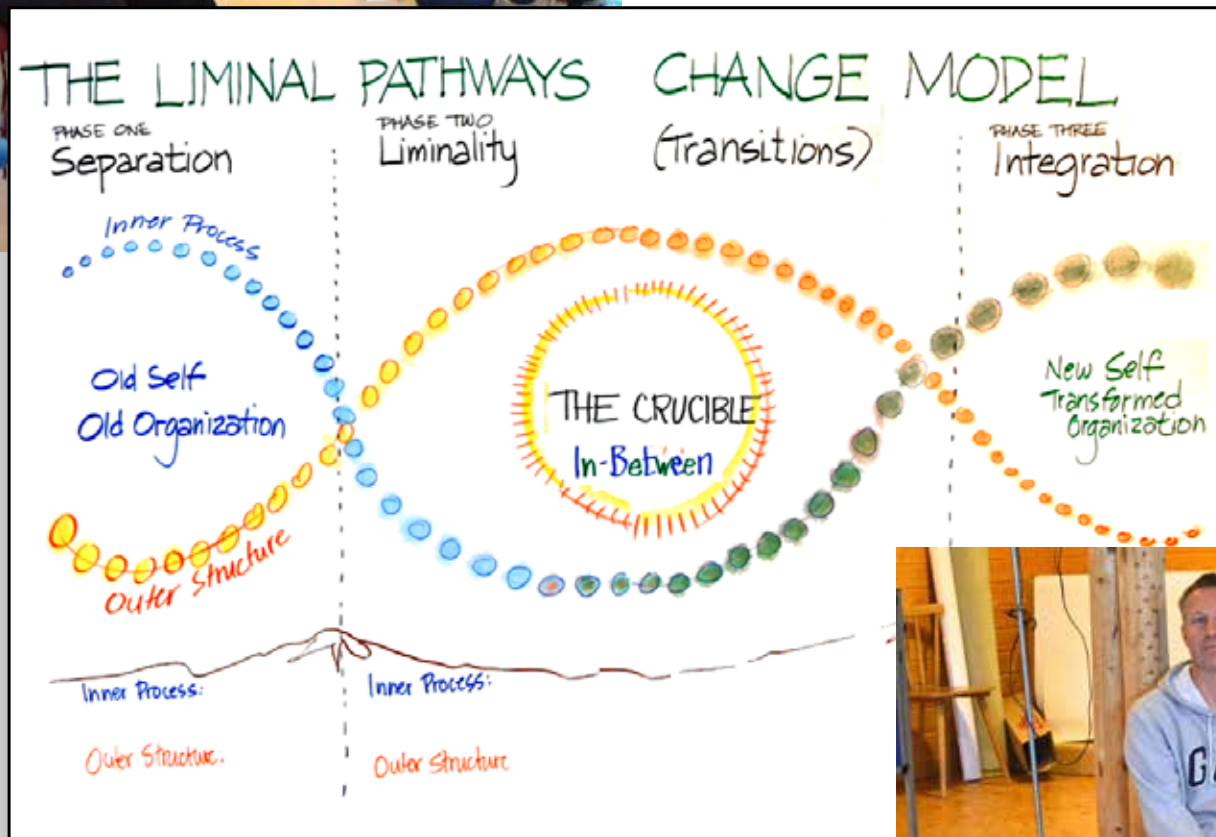 THE LIMINAL PATHWAYS CHANGE MODEL
PHASE ONE
Separation
PHASE TWO
Liminality (Transitions)
PHASE THREE
Integration
Inner Process
Old Self
Old Organization
Outer Structure
THE CRUCIBLE
In-Between
New Self
Transformed
Organization
Inner Process:
Outer Structure.
Inner Process:
Outer Structure